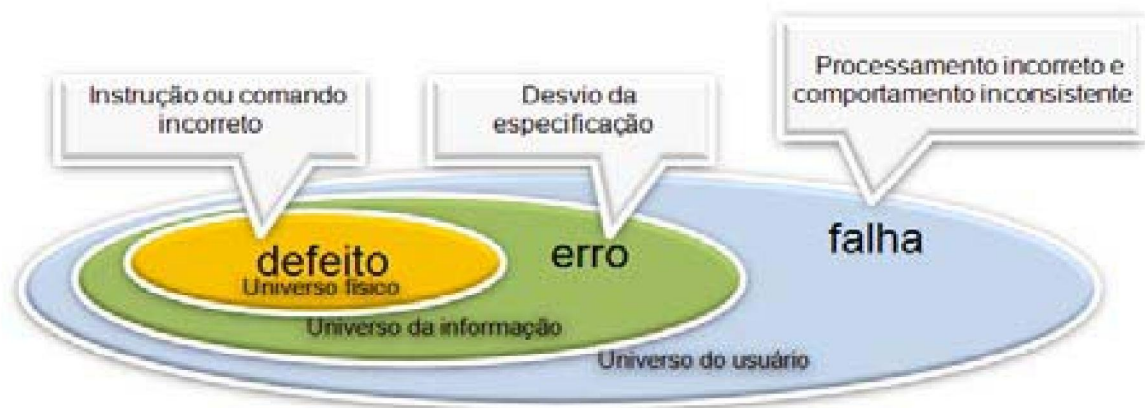 Instrução ou comando
incorreto
Desvio da
especificação
Processamento incorreto e
comportamento inconsistente
defeito
Universo físico
erro
Universo da informação
falha
Universo do usuário